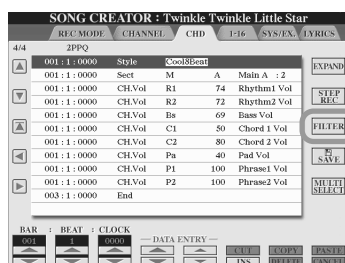 SONG CREATOR : Twinkle Twinkle Little Star
REC MODE CHANNEL CHD 1-16 SYS/EX. LYRICS
4/4 2PPQ
001 : 1 : 0000 Style Cool8Beat
EXPAND
001 : 1 : 0000 Sect M A Main A : 2
001 : 1 : 0000 CH.Vol R1 74 Rhythm1 Vol
STEP REC
001 : 1 : 0000 CH.Vol R2 72 Rhythm2 Vol
001 : 1 : 0000 CH.Vol Bs 69 Bass Vol
001 : 1 : 0000 CH.Vol C1 50 Chord 1 Vol
FILTER
001 : 1 : 0000 CH.Vol C2 80 Chord 2 Vol
001 : 1 : 0000 CH.Vol Pa 40 Pad Vol
SAVE
001 : 1 : 0000 CH.Vol P1 100 Phrase1 Vol
001 : 1 : 0000 CH.Vol P2 100 Phrase2 Vol
MULTI SELECT
003 : 1 : 0000 End
BAR : BEAT : CLOCK
001 1 0000 DATA ENTRY
CUT COPY PASTE
INS DELETE CANCEL